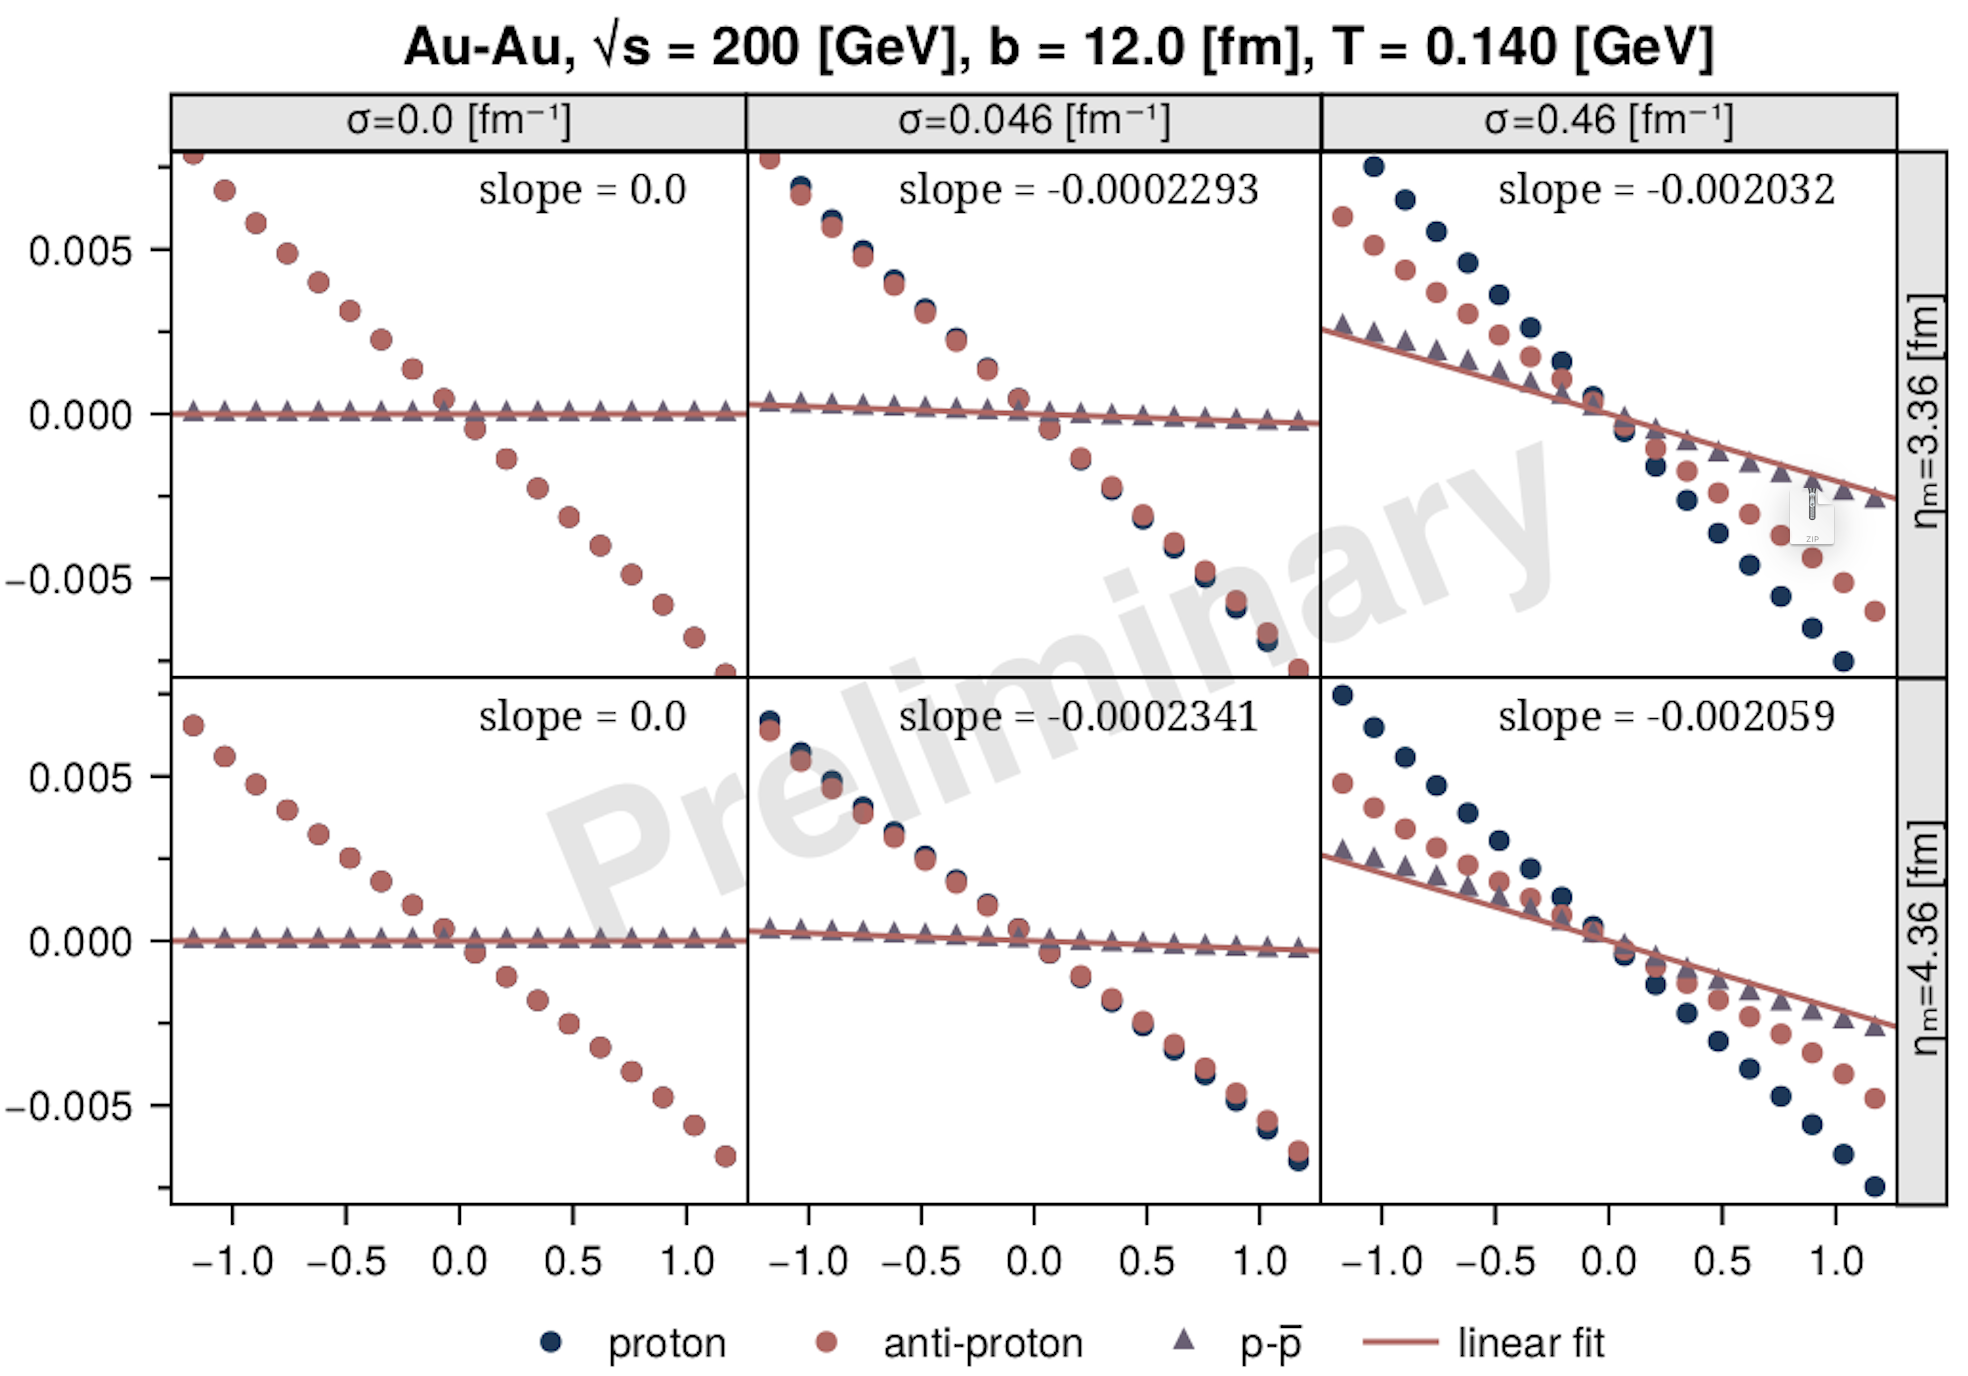 Au-Au, √s = 200 [GeV], b = 12.0 [fm], T = 0.140 [GeV]
σ=0.0 [fm⁻¹]
σ=0.046 [fm⁻¹]
σ=0.46 [fm⁻¹]
slope = 0.0
slope = -0.0002293
slope = -0.002032
0.005
0.000
−0.005
ηₘ=3.36 [fm]
ZIP
Preliminary
slope = 0.0
slope = -0.0002341
slope = -0.002059
0.005
0.000
−0.005
ηₘ=4.36 [fm]
−1.0 −0.5 0.0 0.5 1.0
−1.0 −0.5 0.0 0.5 1.0
−1.0 −0.5 0.0 0.5 1.0
proton anti-proton p-p̅ linear fit